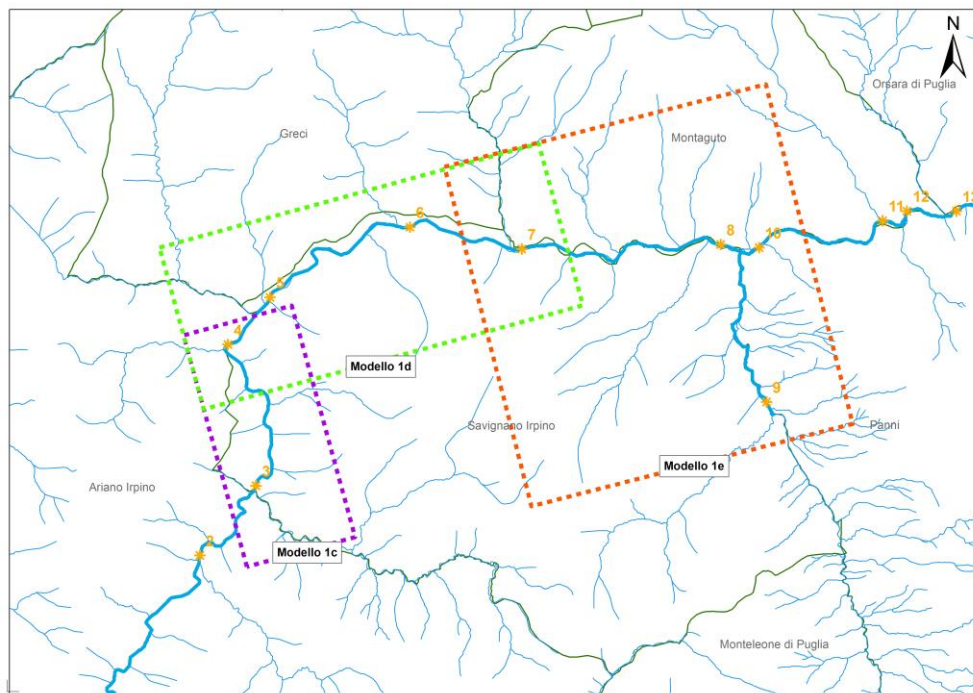 N
Orsara di Puglia
Greci
Montaguto
12
13
11
6
8
10
7
5
4
Modello 1d
9
Savignano Irpino
Panni
Modello 1e
3
Ariano Irpino
2
Modello 1c
Monteleone di Puglia